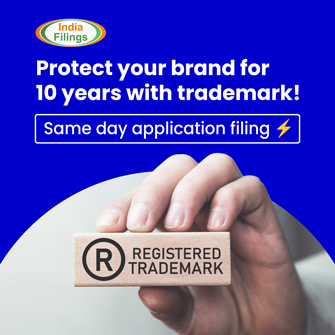 India
Filings
Protect your brand for
10 years with trademark!
Same day application filing ⚡
® REGISTERED
TRADEMARK